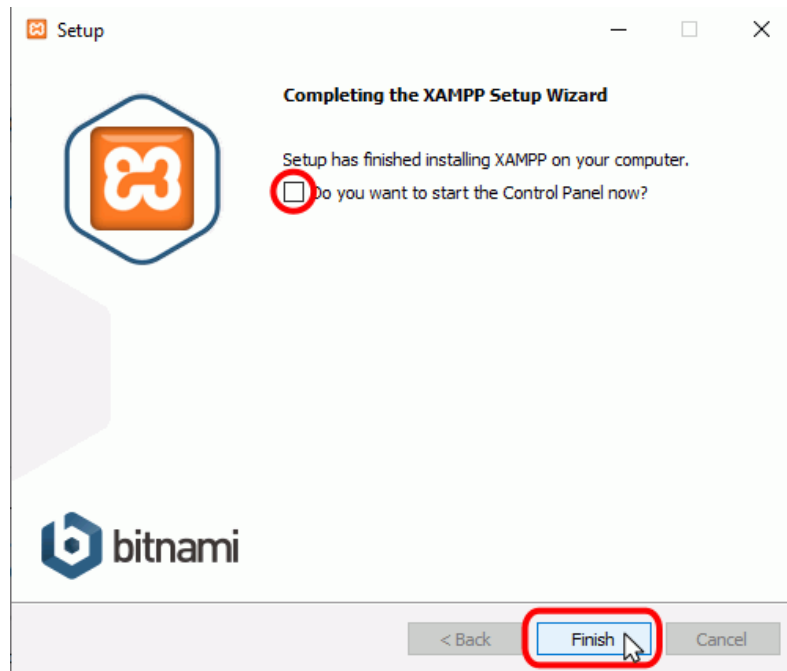 Setup
Completing the XAMPP Setup Wizard
Setup has finished installing XAMPP on your computer.
Do you want to start the Control Panel now?
bitnami
< Back
Finish
Cancel